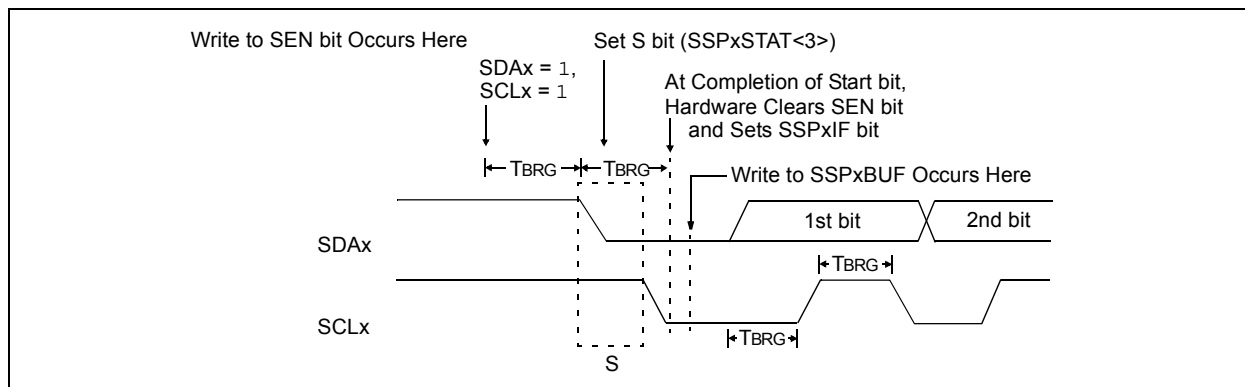 Write to SEN bit Occurs Here
Set S bit (SSPxSTAT<3>)
SDAx = 1,
SCLx = 1
At Completion of Start bit,
Hardware Clears SEN bit
and Sets SSPxIF bit
TBRG
TBRG
Write to SSPxBUF Occurs Here
SDAx
1st bit
2nd bit
TBRG
SCLx
TBRG
S